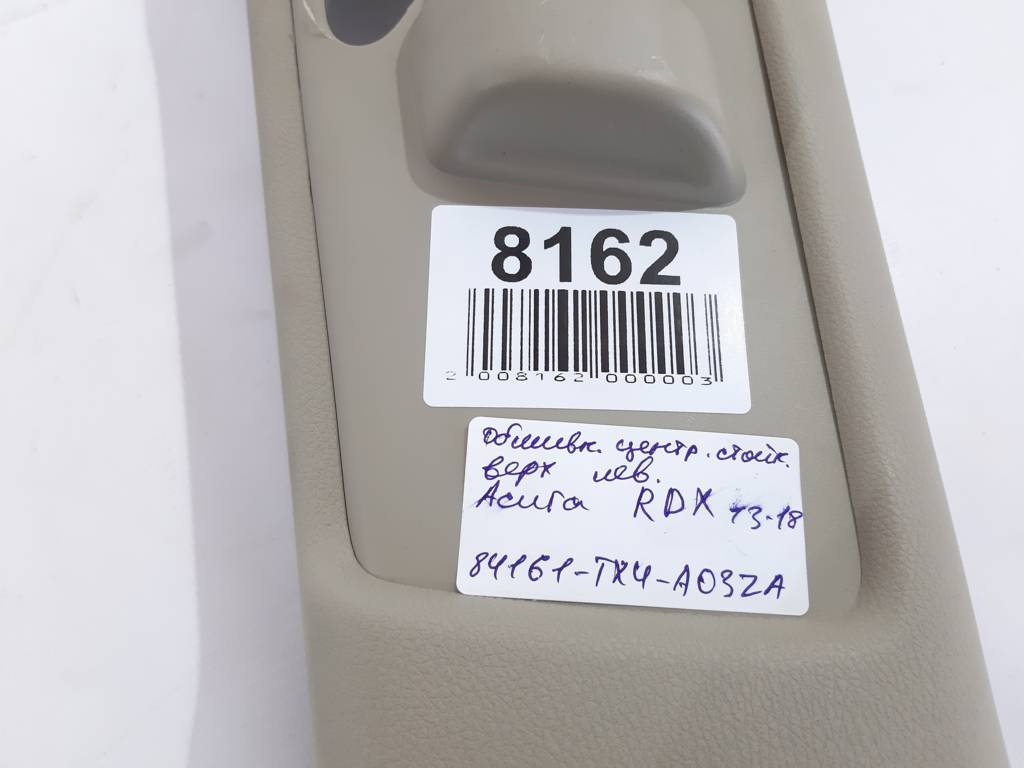 8162
2 008162 000003
обшивк. центр. стойк.
верх лев.
Acura RDX 13-18
84161-TX4-A03ZA